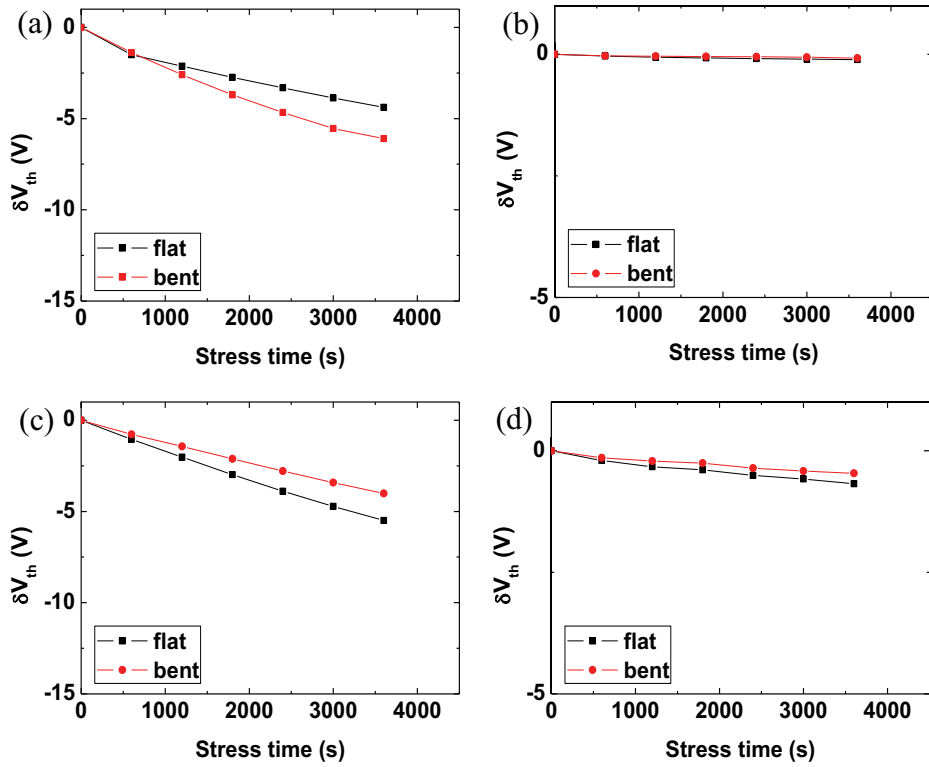 (a)
0
-5
-10
-15
δVth (V)
flat
bent
0 1000 2000 3000 4000
Stress time (s)
(b)
0
-5
δVth (V)
flat
bent
0 1000 2000 3000 4000
Stress time (s)
(c)
0
-5
-10
-15
δVth (V)
flat
bent
0 1000 2000 3000 4000
Stress time (s)
(d)
0
-5
δVth (V)
flat
bent
0 1000 2000 3000 4000
Stress time (s)